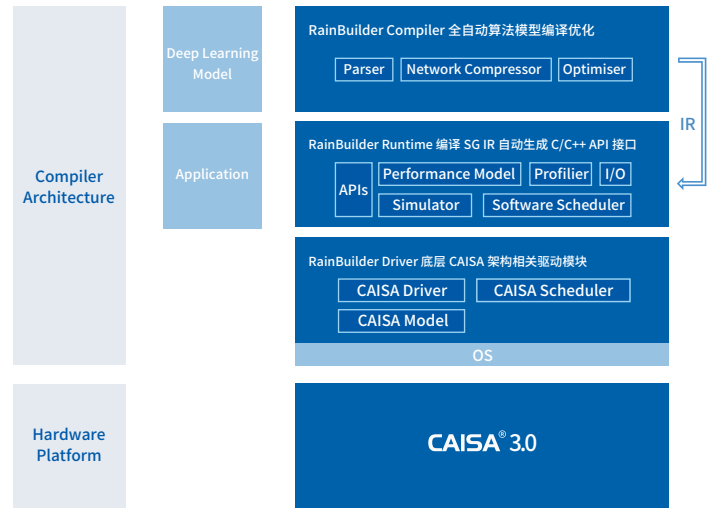 Compiler
Architecture
Deep Learning
Model
Application
RainBuilder Compiler 全自动算法模型编译优化
Parser
Network Compressor
Optimiser
IR
RainBuilder Runtime 编译 SG IR 自动生成 C/C++ API 接口
APIs
Performance Model
Profilier
I/O
Simulator
Software Scheduler
RainBuilder Driver 底层 CAISA 架构相关驱动模块
CAISA Driver
CAISA Scheduler
CAISA Model
OS
Hardware
Platform
CAISA® 3.0